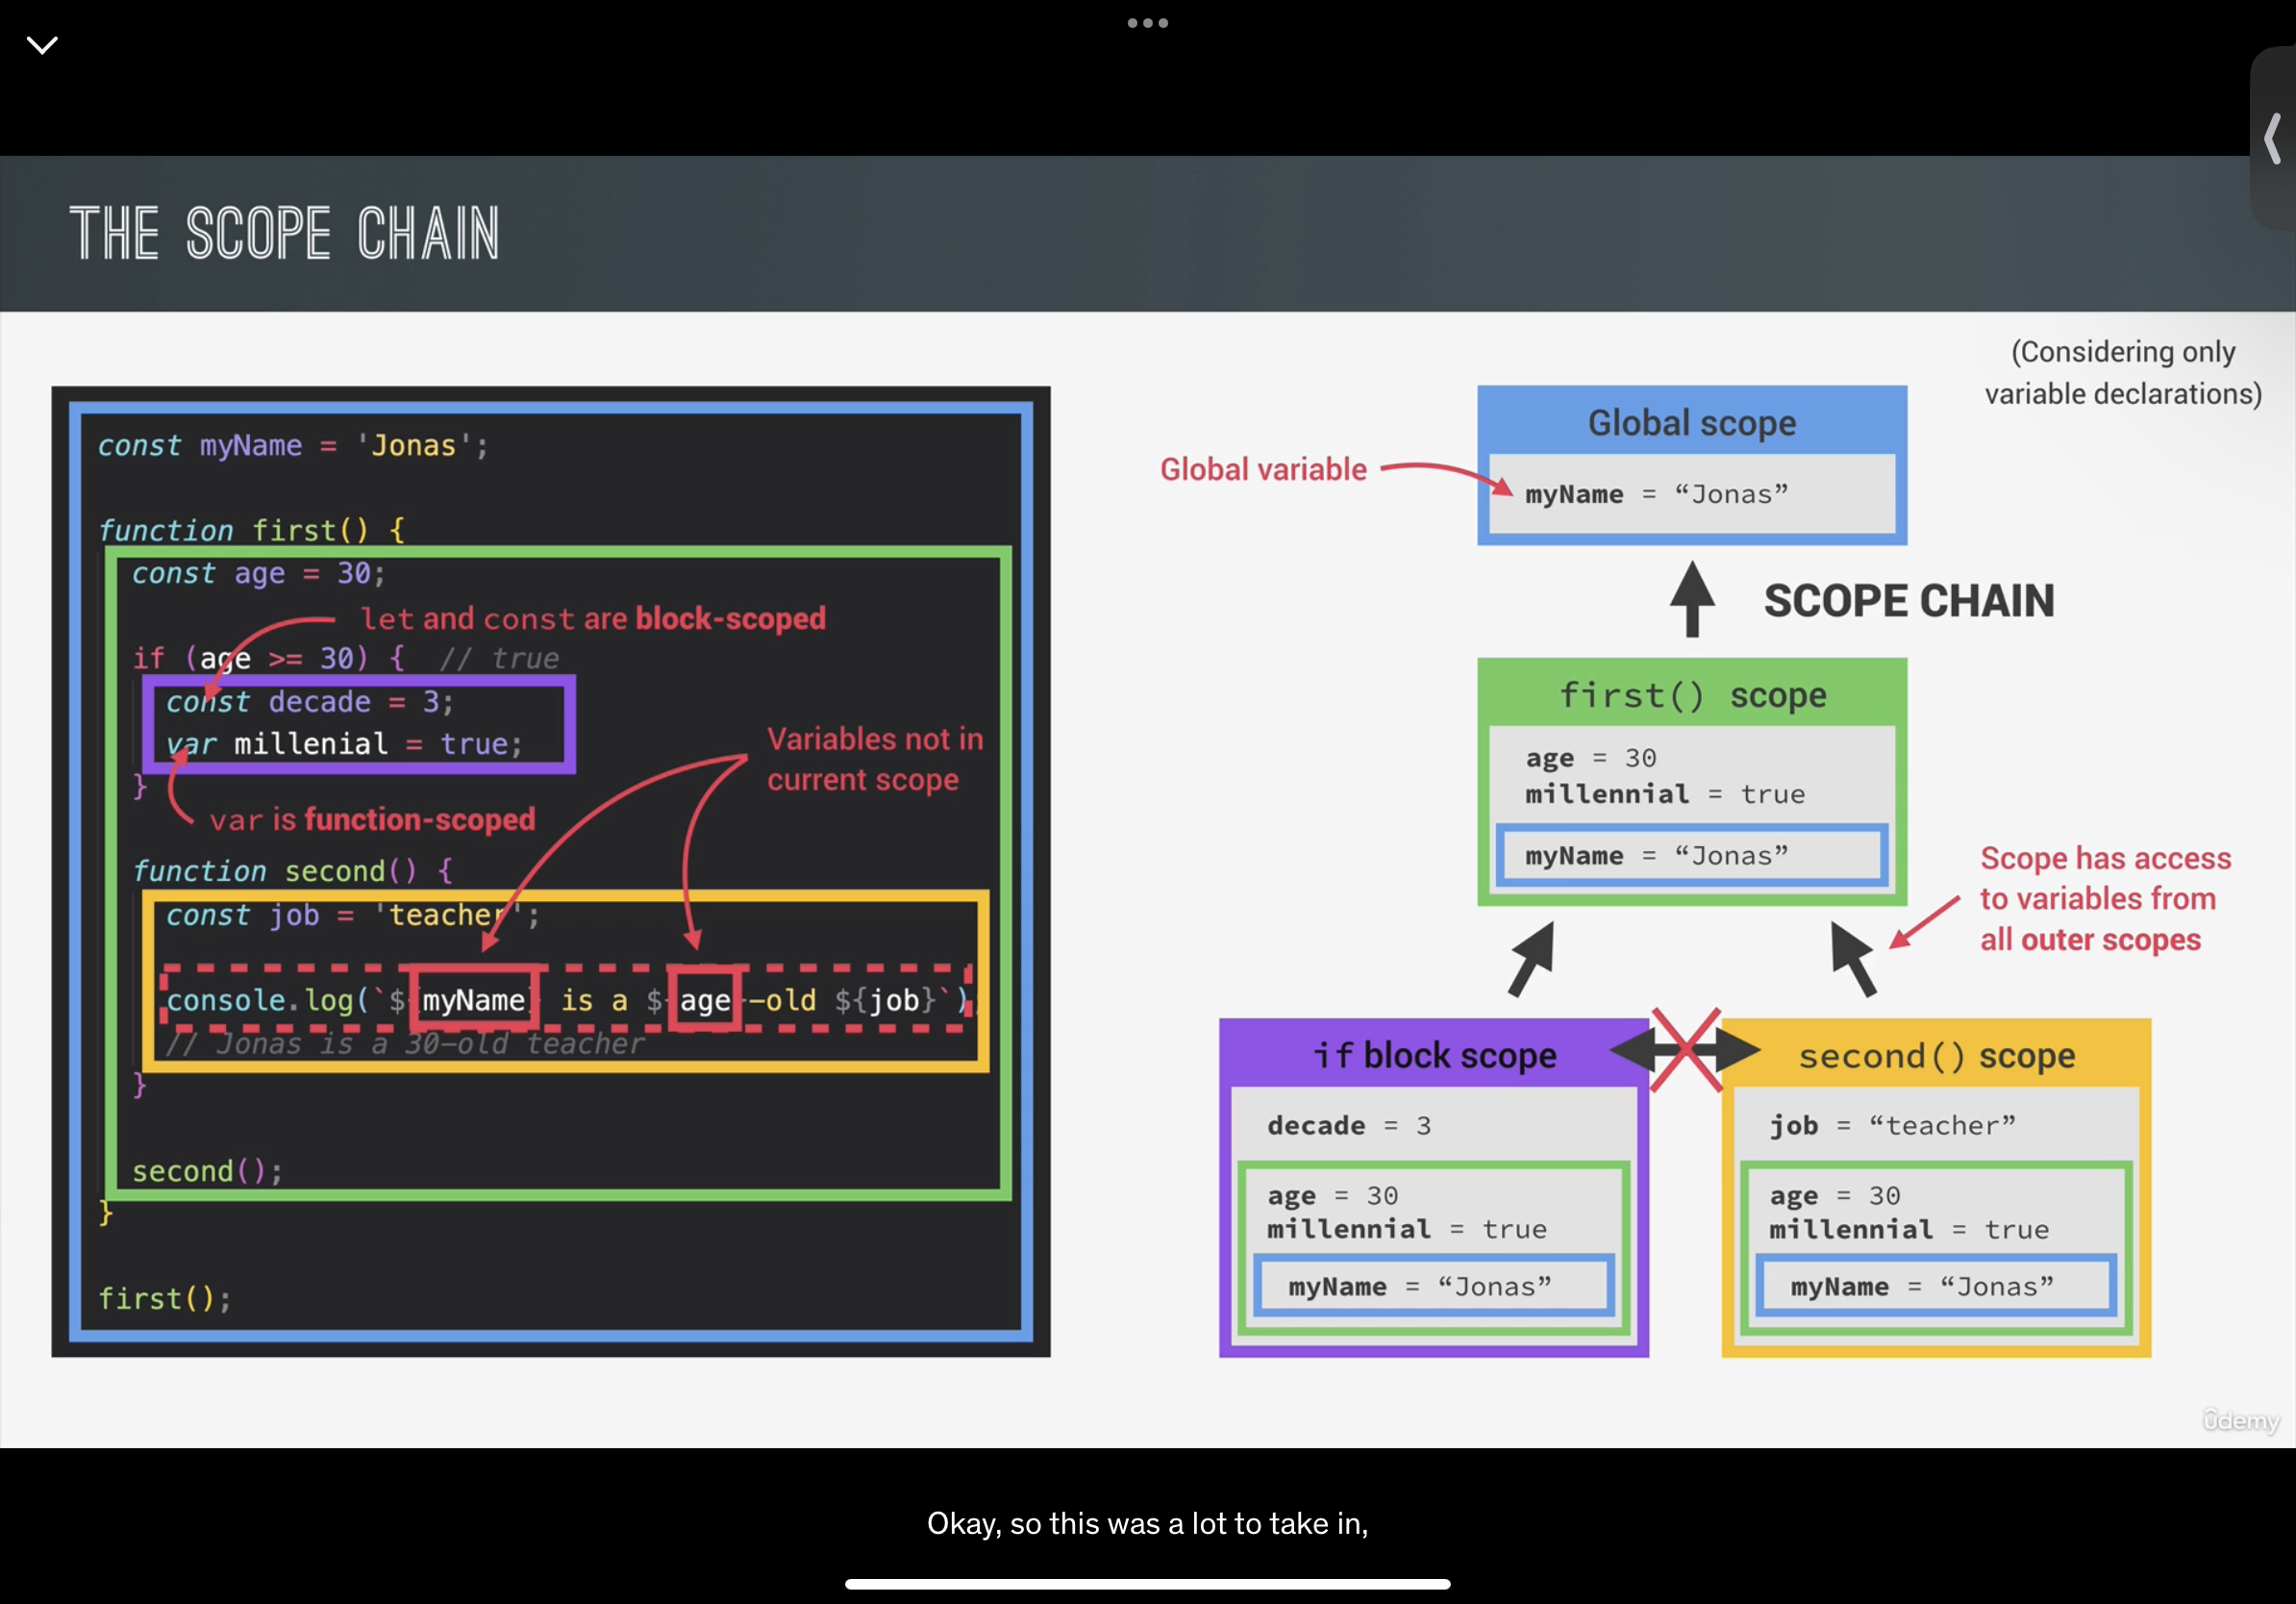 THE SCOPE CHAIN
(Considering only
variable declarations)
const myName = 'Jonas';
function first() {
const age = 30;
let and const are block-scoped
if (age >= 30) { // true
const decade = 3;
var millenial = true;
}
var is function-scoped
Variables not in
current scope
function second() {
const job = 'teacher';
console.log(`${myName} is a ${age}-old ${job}`);
// Jonas is a 30-old teacher
}
second();
}
first();
Global variable
Global scope
myName = “Jonas”
SCOPE CHAIN
first() scope
age = 30
millennial = true
myName = “Jonas”
Scope has access
to variables from
all outer scopes
if block scope
decade = 3
age = 30
millennial = true
myName = “Jonas”
second() scope
job = “teacher”
age = 30
millennial = true
myName = “Jonas”
ûdemy
Okay, so this was a lot to take in,